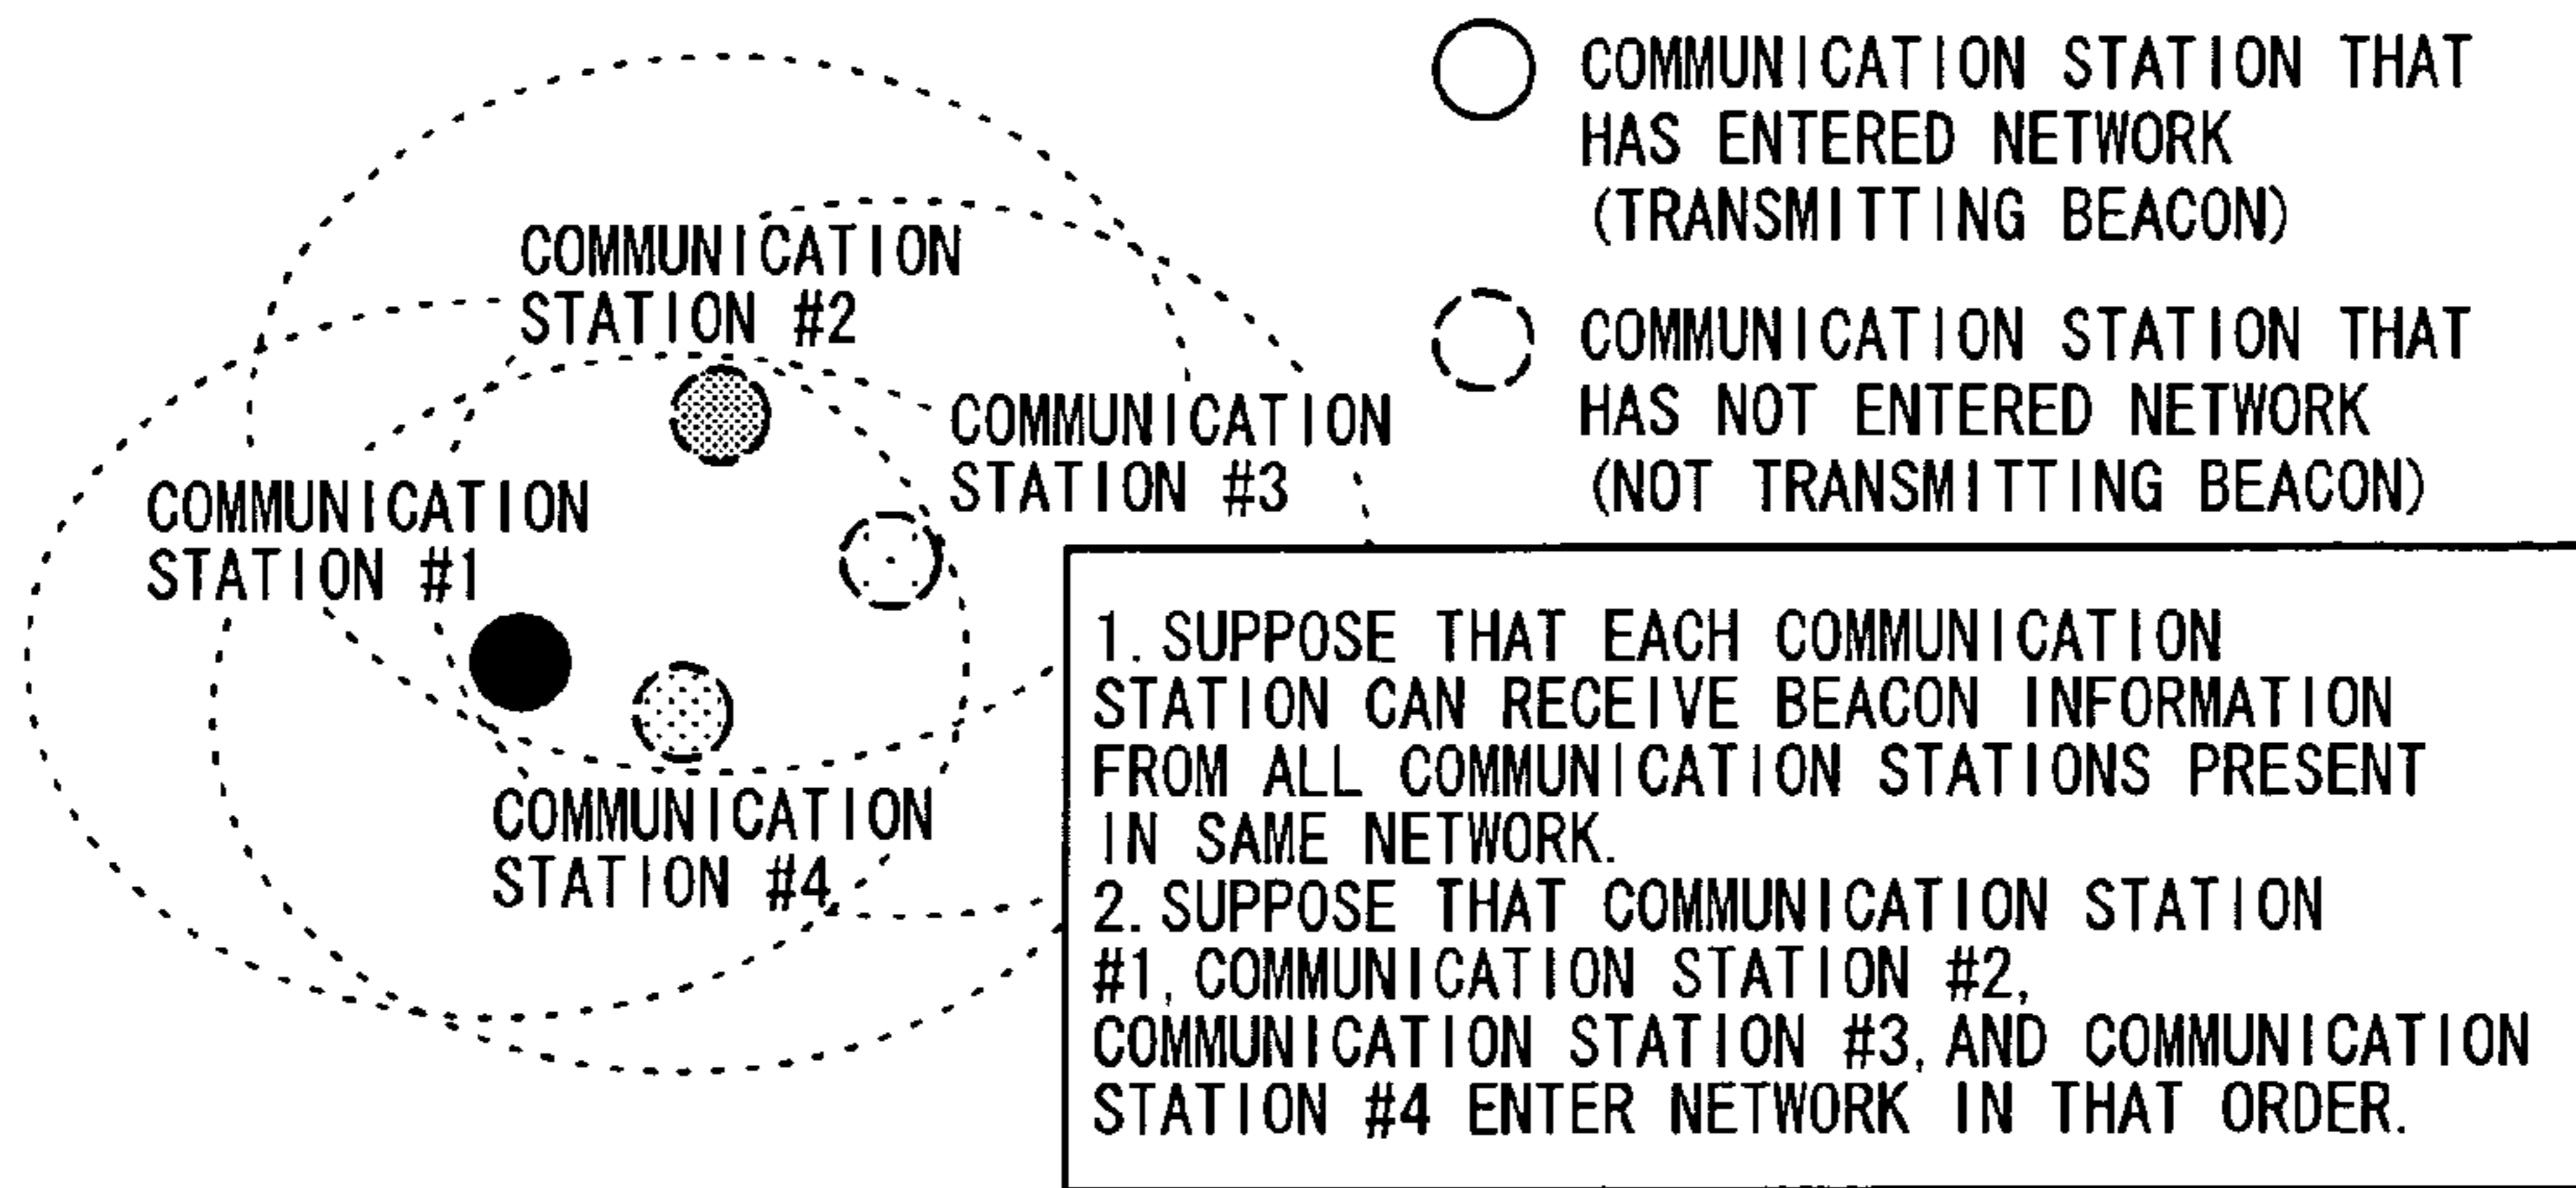 COMMUNICATION STATION THAT
HAS ENTERED NETWORK
(TRANSMITTING BEACON)
COMMUNICATION STATION THAT
HAS NOT ENTERED NETWORK
(NOT TRANSMITTING BEACON)
COMMUNICATION
STATION #2
COMMUNICATION
STATION #3
COMMUNICATION
STATION #1
COMMUNICATION
STATION #4
1. SUPPOSE THAT EACH COMMUNICATION
STATION CAN RECEIVE BEACON INFORMATION
FROM ALL COMMUNICATION STATIONS PRESENT
IN SAME NETWORK.
2. SUPPOSE THAT COMMUNICATION STATION
#1, COMMUNICATION STATION #2,
COMMUNICATION STATION #3, AND COMMUNICATION
STATION #4 ENTER NETWORK IN THAT ORDER.